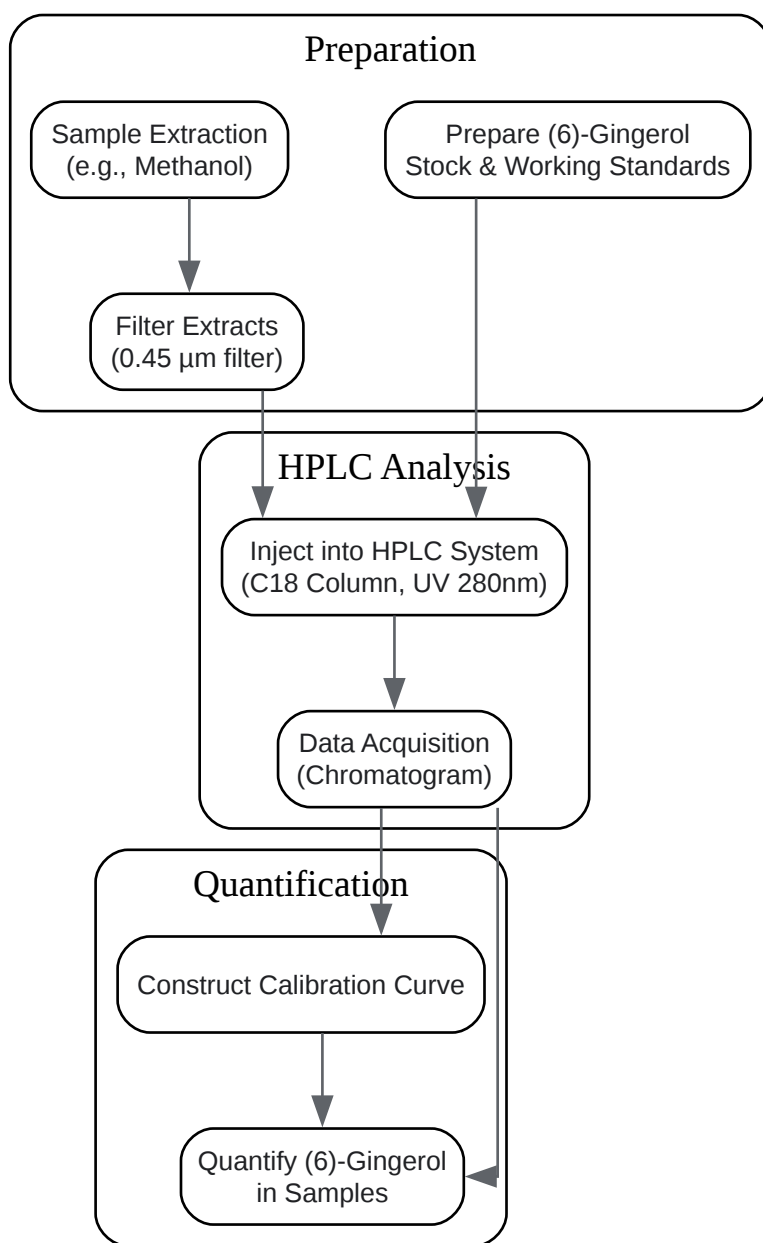 Preparation
Sample Extraction
(e.g., Methanol)
Prepare (6)-Gingerol
Stock & Working Standards
Filter Extracts
(0.45 µm filter)
HPLC Analysis
Inject into HPLC System
(C18 Column, UV 280nm)
Data Acquisition
(Chromatogram)
Quantification
Construct Calibration Curve
Quantify (6)-Gingerol
in Samples